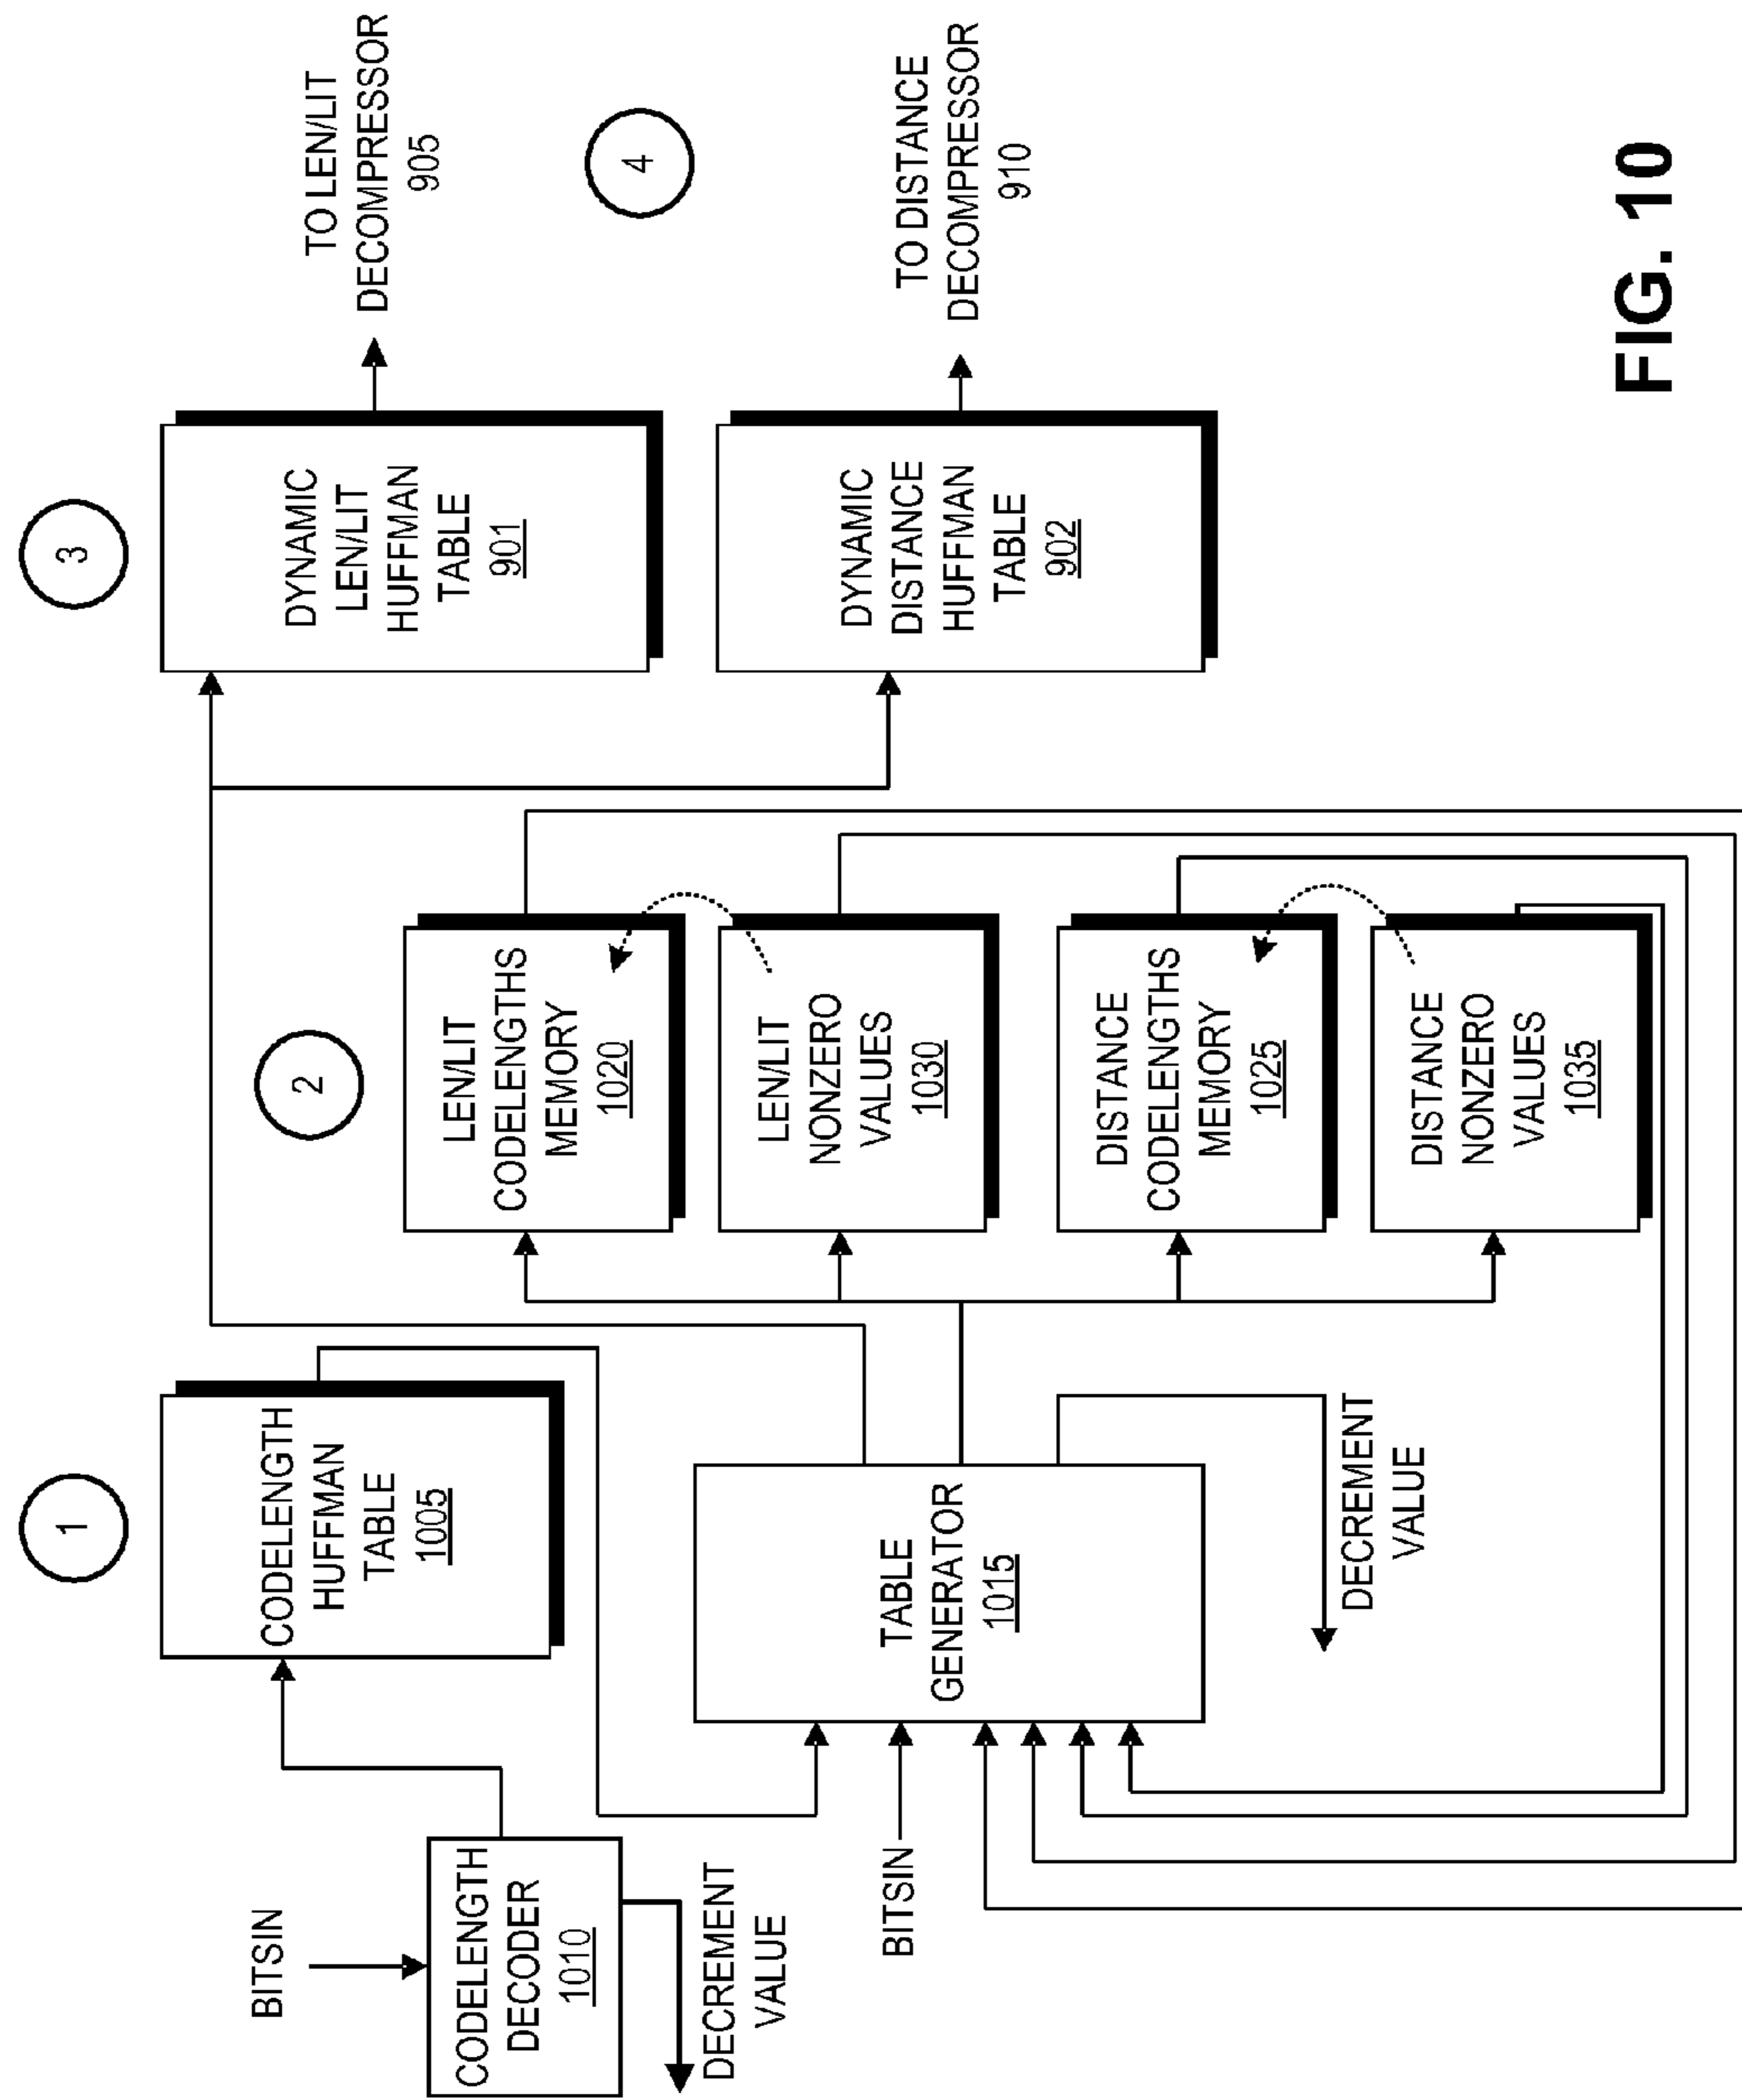 1
3
CODELENGTH
HUFFMAN
TABLE
1005
DYNAMIC
LEN/LIT
HUFFMAN
TABLE
901
TO LEN/LIT
DECOMPRESSOR
905
BITSIN
2
CODELENGTH
DECODER
1010
LEN/LIT
CODELENGTHS
MEMORY
1020
4
DECREMENT
VALUE
TABLE
GENERATOR
1015
LEN/LIT
NONZERO
VALUES
1030
DYNAMIC
DISTANCE
HUFFMAN
TABLE
902
TO DISTANCE
DECOMPRESSOR
910
BITSIN
DISTANCE
CODELENGTHS
MEMORY
1025
DECREMENT
VALUE
DISTANCE
NONZERO
VALUES
1035
FIG. 10